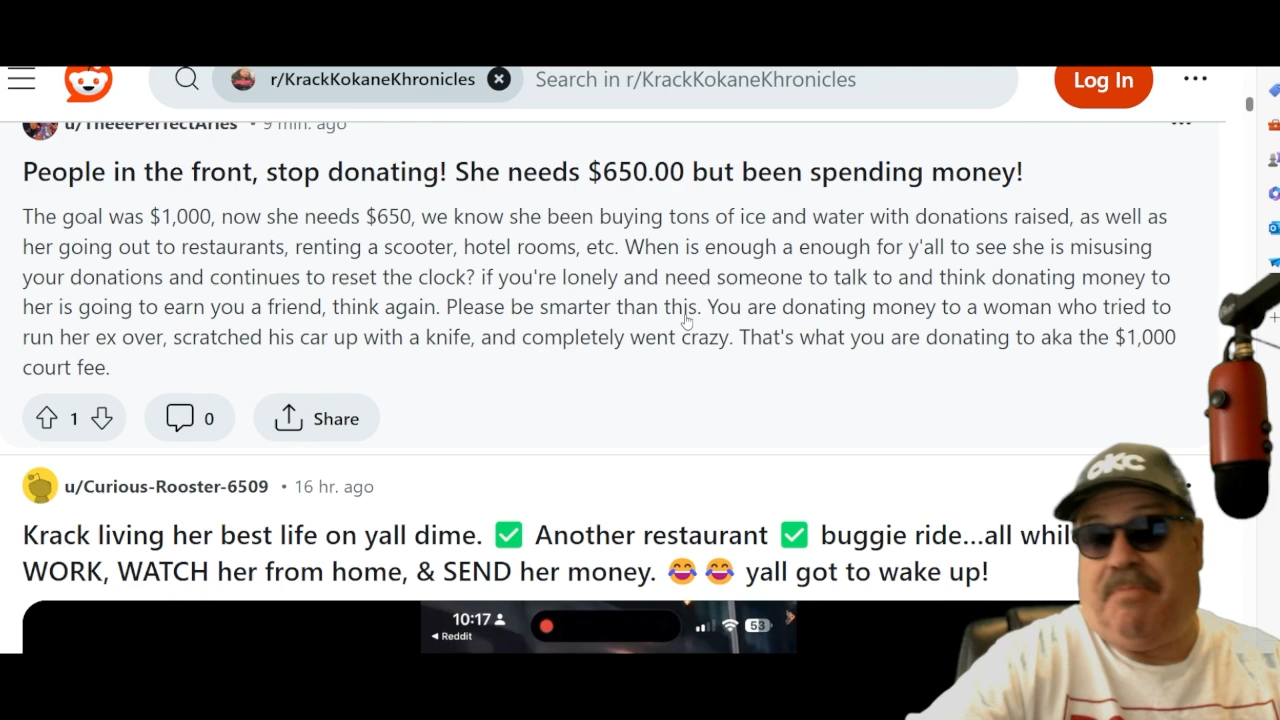 r/KrackKokaneKhronicles
Search in r/KrackKokaneKhronicles
Log In
u/TheeePerfectAries • 9 min. ago
People in the front, stop donating! She needs $650.00 but been spending money!
The goal was $1,000, now she needs $650, we know she been buying tons of ice and water with donations raised, as well as
her going out to restaurants, renting a scooter, hotel rooms, etc. When is enough a enough for y'all to see she is misusing
your donations and continues to reset the clock? if you're lonely and need someone to talk to and think donating money to
her is going to earn you a friend, think again. Please be smarter than this. You are donating money to a woman who tried to
run her ex over, scratched his car up with a knife, and completely went crazy. That's what you are donating to aka the $1,000
court fee.
1
0
Share
u/Curious-Rooster-6509 • 16 hr. ago
Krack living her best life on yall dime. ✅ Another restaurant ✅ buggie ride...all while
WORK, WATCH her from home, & SEND her money. 😂 😂 yall got to wake up!
10:17
53
◀ Reddit
OKC